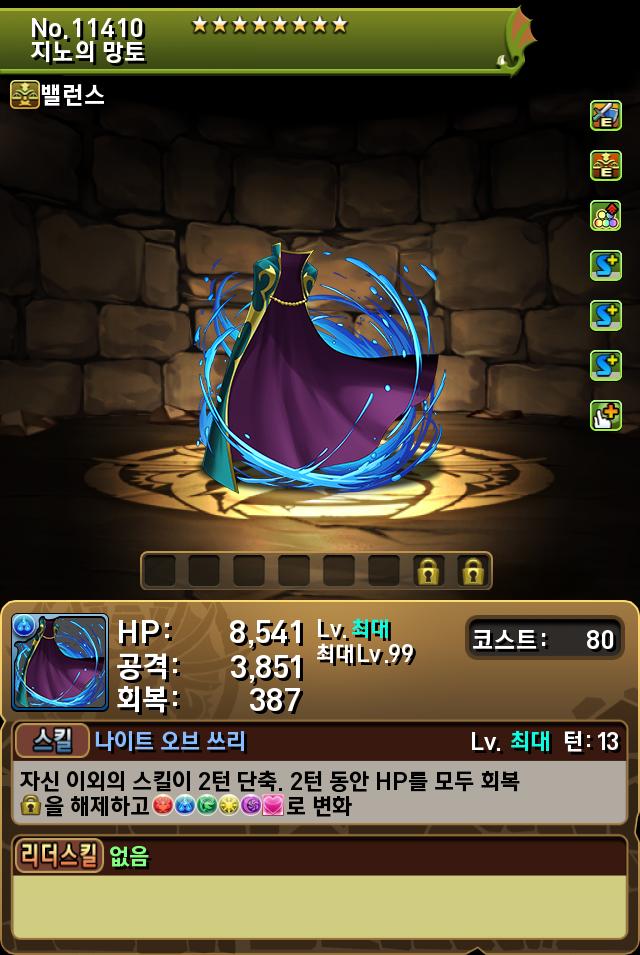 No.11410
지노의 망토
밸런스
HP: 8,541 Lv.최대
최대Lv.99
공격: 3,851
회복: 387
코스트: 80
스킬 나이트 오브 쓰리 Lv. 최대 턴:13
자신 이외의 스킬이 2턴 단축. 2턴 동안 HP를 모두 회복
을 해제하고 로 변화
리더스킬 없음